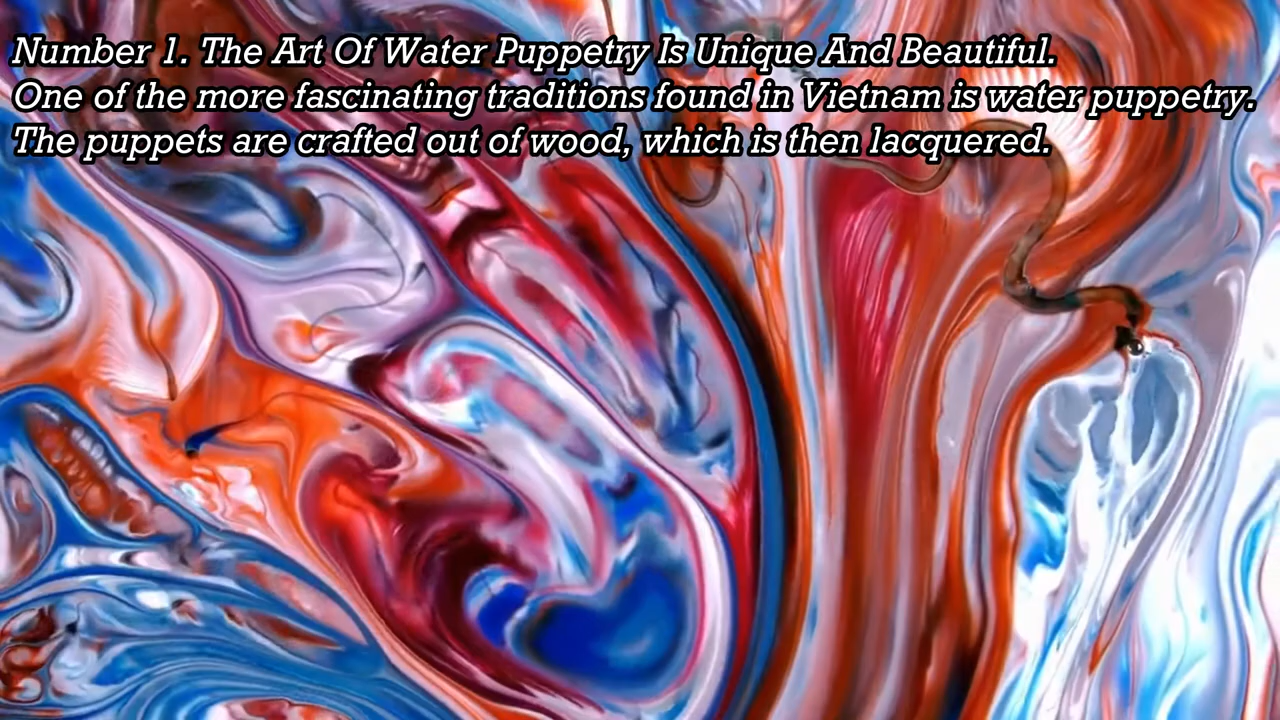 Number 1. The Art Of Water Puppetry Is Unique And Beautiful.
One of the more fascinating traditions found in Vietnam is water puppetry.
The puppets are crafted out of wood, which is then lacquered.